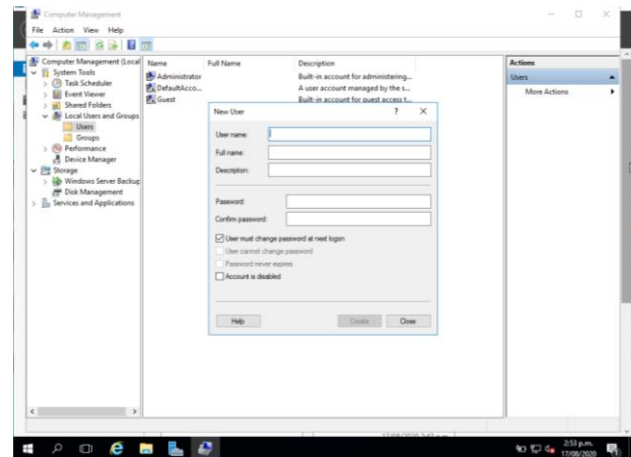 Computer Management
File Action View Help
Computer Management (Local
System Tools
Task Scheduler
Event Viewer
Shared Folders
Local Users and Groups
Users
Groups
Performance
Device Manager
Storage
Windows Server Backup
Disk Management
Services and Applications
Name Full Name Description
Administrator Built-in account for administering...
DefaultAcco... A user account managed by the s...
Guest Built-in account for guest access t...
Actions
Users
More Actions
New User ? X
User name:
Full name:
Description:
Password:
Confirm password:
User must change password at next logon
User cannot change password
Password never expires
Account is disabled
Help Create Close
2:51 p.m.
17/08/2020